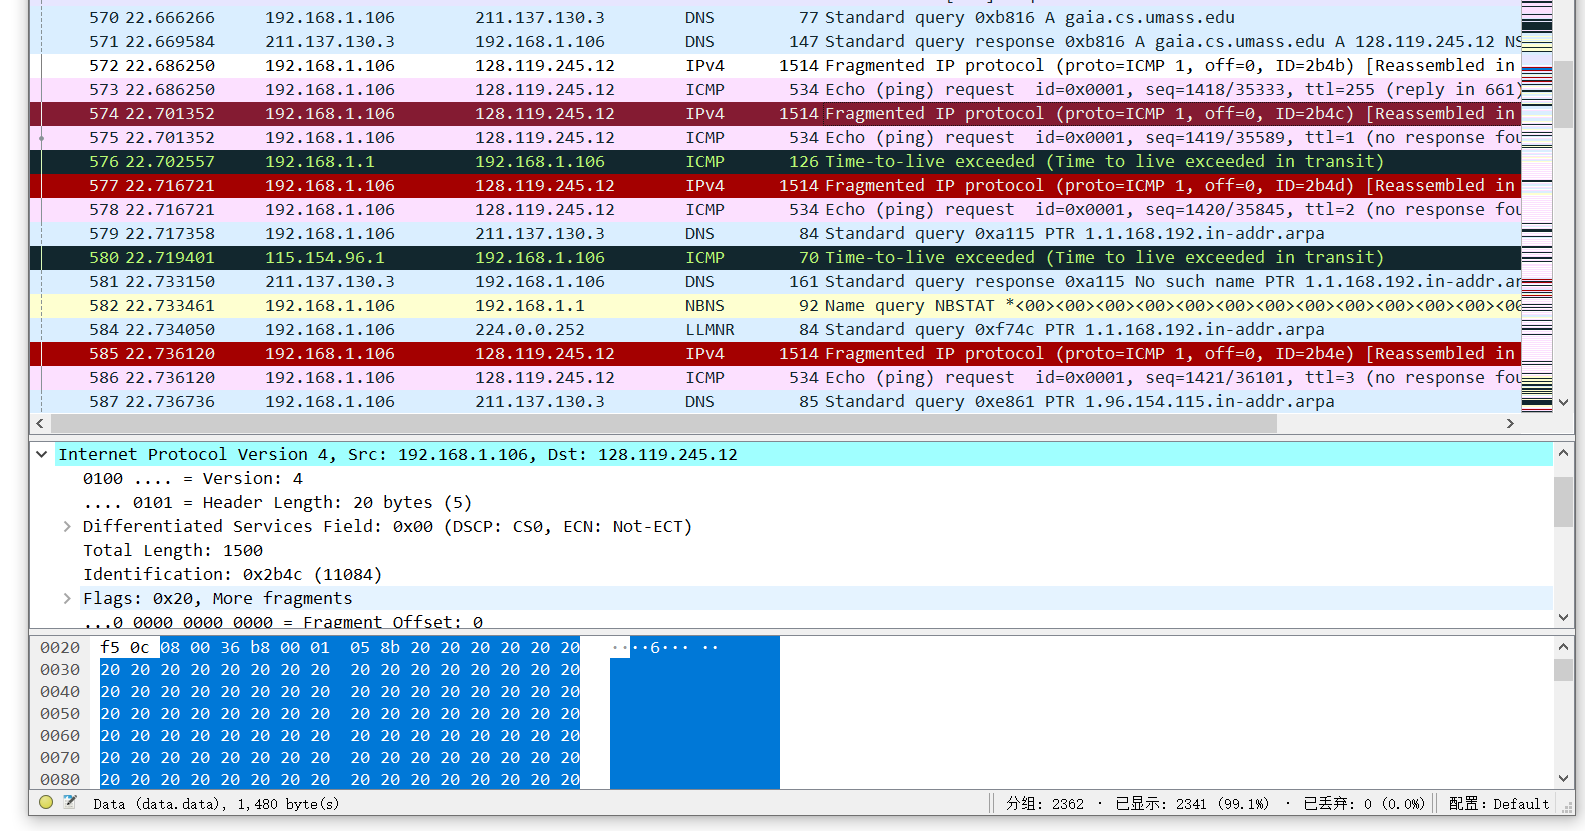 570 22.666266 192.168.1.106 211.137.130.3 DNS 77 Standard query 0xb816 A gaia.cs.umass.edu
571 22.669584 211.137.130.3 192.168.1.106 DNS 147 Standard query response 0xb816 A gaia.cs.umass.edu A 128.119.245.12 NS
572 22.686250 192.168.1.106 128.119.245.12 IPv4 1514 Fragmented IP protocol (proto=ICMP 1, off=0, ID=2b4b) [Reassembled in
573 22.686250 192.168.1.106 128.119.245.12 ICMP 534 Echo (ping) request id=0x0001, seq=1418/35333, ttl=255 (reply in 661)
574 22.701352 192.168.1.106 128.119.245.12 IPv4 1514 Fragmented IP protocol (proto=ICMP 1, off=0, ID=2b4c) [Reassembled in
575 22.701352 192.168.1.106 128.119.245.12 ICMP 534 Echo (ping) request id=0x0001, seq=1419/35589, ttl=1 (no response fou
576 22.702557 192.168.1.1 192.168.1.106 ICMP 126 Time-to-live exceeded (Time to live exceeded in transit)
577 22.716721 192.168.1.106 128.119.245.12 IPv4 1514 Fragmented IP protocol (proto=ICMP 1, off=0, ID=2b4d) [Reassembled in
578 22.716721 192.168.1.106 128.119.245.12 ICMP 534 Echo (ping) request id=0x0001, seq=1420/35845, ttl=2 (no response fou
579 22.717358 192.168.1.106 211.137.130.3 DNS 84 Standard query 0xa115 PTR 1.1.168.192.in-addr.arpa
580 22.719401 115.154.96.1 192.168.1.106 ICMP 70 Time-to-live exceeded (Time to live exceeded in transit)
581 22.733150 211.137.130.3 192.168.1.106 DNS 161 Standard query response 0xa115 No such name PTR 1.1.168.192.in-addr.ar
582 22.733461 192.168.1.106 192.168.1.1 NBNS 92 Name query NBSTAT *<00><00><00><00><00><00><00><00><00><00><00><00><00
584 22.734050 192.168.1.106 224.0.0.252 LLMNR 84 Standard query 0xf74c PTR 1.1.168.192.in-addr.arpa
585 22.736120 192.168.1.106 128.119.245.12 IPv4 1514 Fragmented IP protocol (proto=ICMP 1, off=0, ID=2b4e) [Reassembled in
586 22.736120 192.168.1.106 128.119.245.12 ICMP 534 Echo (ping) request id=0x0001, seq=1421/36101, ttl=3 (no response fou
587 22.736736 192.168.1.106 211.137.130.3 DNS 85 Standard query 0xe861 PTR 1.96.154.115.in-addr.arpa
Internet Protocol Version 4, Src: 192.168.1.106, Dst: 128.119.245.12
0100 .... = Version: 4
.... 0101 = Header Length: 20 bytes (5)
Differentiated Services Field: 0x00 (DSCP: CS0, ECN: Not-ECT)
Total Length: 1500
Identification: 0x2b4c (11084)
Flags: 0x20, More fragments
...0 0000 0000 0000 = Fragment Offset: 0
0020 f5 0c 08 00 36 b8 00 01 05 8b 20 20 20 20 20 20 ····6··· ··
0030 20 20 20 20 20 20 20 20 20 20 20 20 20 20 20 20
0040 20 20 20 20 20 20 20 20 20 20 20 20 20 20 20 20
0050 20 20 20 20 20 20 20 20 20 20 20 20 20 20 20 20
0060 20 20 20 20 20 20 20 20 20 20 20 20 20 20 20 20
0070 20 20 20 20 20 20 20 20 20 20 20 20 20 20 20 20
0080 20 20 20 20 20 20 20 20 20 20 20 20 20 20 20 20
Data (data.data), 1,480 byte(s) 分组: 2362 · 已显示: 2341 (99.1%) · 已丢弃: 0 (0.0%) 配置: Default